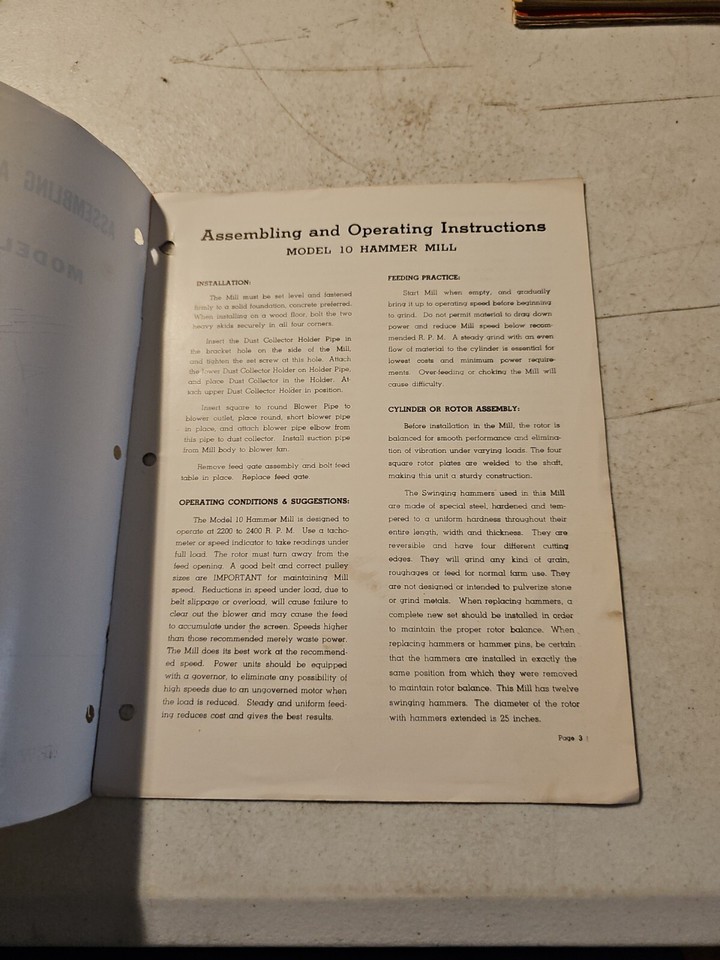 Assembling and Operating Instructions
MODEL 10 HAMMER MILL
INSTALLATION:
The Mill must be set level and fastened
firmly to a solid foundation, concrete preferred.
When installing on a wood floor, bolt the two
heavy skids securely in all four corners.
Insert the Dust Collector Holder Pipe in
the bracket hole on the side of the Mill,
and tighten the set screw at this hole. Attach
the lower Dust Collector Holder on Holder Pipe,
and place Dust Collector in the Holder. At-
tach upper Dust Collector Holder in position.
Insert square to round Blower Pipe to
blower outlet, place round, short blower pipe
in place, and attach blower pipe elbow from
this pipe to dust collector. Install suction pipe
from Mill body to blower fan.
Remove feed gate assembly and bolt feed
table in place. Replace feed gate
OPERATING CONDITIONS & SUGGESTIONS:
The Model 10 Hammer Mill is designed to
operate at 2200 to 2400 R. P. M. Use a tacho-
meter or speed indicator to take readings under
full load. The rotor must turn away from the
feed opening. A good belt and correct pulley
sizes are IMPORTANT for maintaining Mill
speed. Reductions in speed under load, due to
belt slippage or overload, will cause failure to
clear out the blower and may cause the feed
to accumulate under the screen. Speeds higher
than those recommended merely waste power.
The Mill does its best work at the recommend-
ed speed. Power units should be equipped
with a governor, to eliminate any possibility of
high speeds due to an ungoverned motor when
the load is reduced. Steady and uniform feed-
ing reduces cost and gives the best results.
FEEDING PRACTICE:
Start Mill when empty, and gradually
bring it up to operating speed before beginning
to grind. Do not permit material to drag down
power and reduce Mill speed below recom-
mended R. P. M. A steady grind with an even
flow of material to the cylinder is essential for
lowest costs and minimum power require-
ments. Over-feeding or choking the Mill will
cause difficulty.
CYLINDER OR ROTOR ASSEMBLY:
Before installation in the Mill, the rotor is
balanced for smooth performance and elimina-
tion of vibration under varying loads. The four
square rotor plates are welded to the shaft,
making this unit a sturdy construction.
The Swinging hammers used in this Mill
are made of special steel, hardened and tem-
pered to a uniform hardness throughout their
entire length, width and thickness. They are
reversible and have four different cutting
edges. They will grind any kind of grain,
roughages or feed for normal farm use. They
are not designed or intended to pulverize stone
or grind metals. When replacing hammers, a
complete new set should be installed in order
to maintain the proper rotor balance. When
replacing hammers or hammer pins, be certain
that the hammers are installed in exactly the
same position from which they were removed
to maintain rotor balance. This Mill has twelve
swinging hammers. The diameter of the rotor
with hammers extended is 25 inches.
Page 3